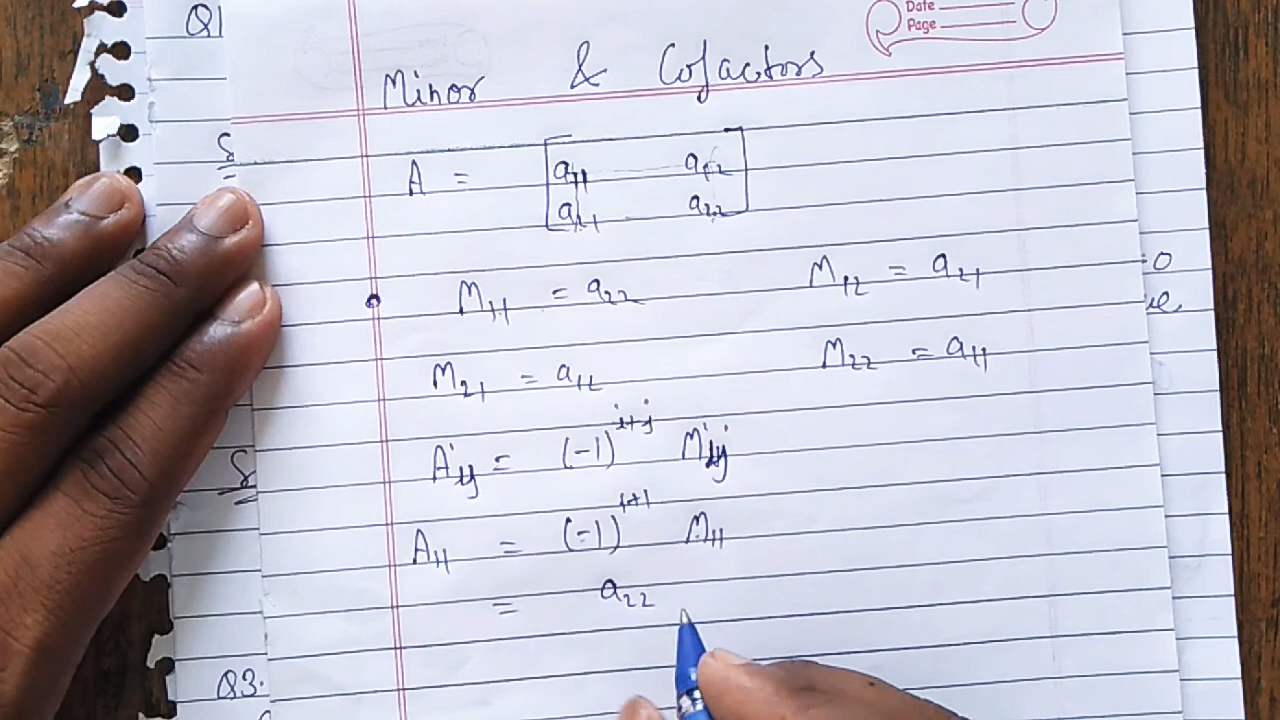 Q1
Date
Page
Minor & Cofactors
S
A = [a11 a12
a21 a22]
M11 = a22 M12 = a21
M21 = a12 M22 = a11
Aij = (-1)^i+j Mij
S
A11 = (-1)^1+1 M11
= a22
Q3.